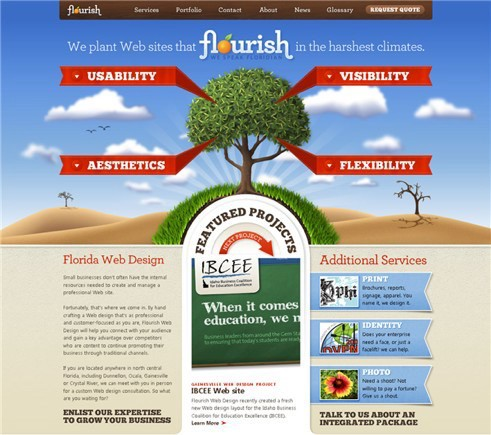 flourish
Services Portfolio Contact About News Glossary REQUEST QUOTE
We plant Web sites that flourish in the harshest climates.
WE SPEAK FLORIDIAN
USABILITY
VISIBILITY
AESTHETICS
FLEXIBILITY
FEATURED PROJECTS
NEXT PROJECT
Florida Web Design
Small businesses don't often have the internal
resources needed to create and manage a
professional Web site.
Fortunately, that's where we come in. By hand
crafting a Web design that's as professional
and customer-focused as you are, Flourish Web
Design will help you connect with your audience
and gain a key advantage over competitors
who are content to continue promoting their
business through traditional channels.
If you are located anywhere in north central
Florida, including Dunnellon, Ocala, Gainesville
or Crystal River, we can meet with you in person
for a custom Web design consultation. So what
are you waiting for?
ENLIST OUR EXPERTISE
TO GROW YOUR BUSINESS
IBCEE
Idaho Business Coalition
for Education Excellence
When it comes
education, we n
Business leaders from around the Gem State
GAINESVILLE WEB DESIGN PROJECT
IBCEE Web site
Flourish Web Design recently created a fresh
new Web design layout for the Idaho Business
Coalition for Education Excellence (IBCEE).
Learn More
Additional Services
PRINT
Brochures, reports,
signage, apparel. You
name it, we design it.
IDENTITY
Does your enterprise
need a face, or just a
facelift? We can help.
PHOTO
Need a shoot? Not
willing to pay a fortune?
Give us a shout.
TALK TO US ABOUT AN
INTEGRATED PACKAGE